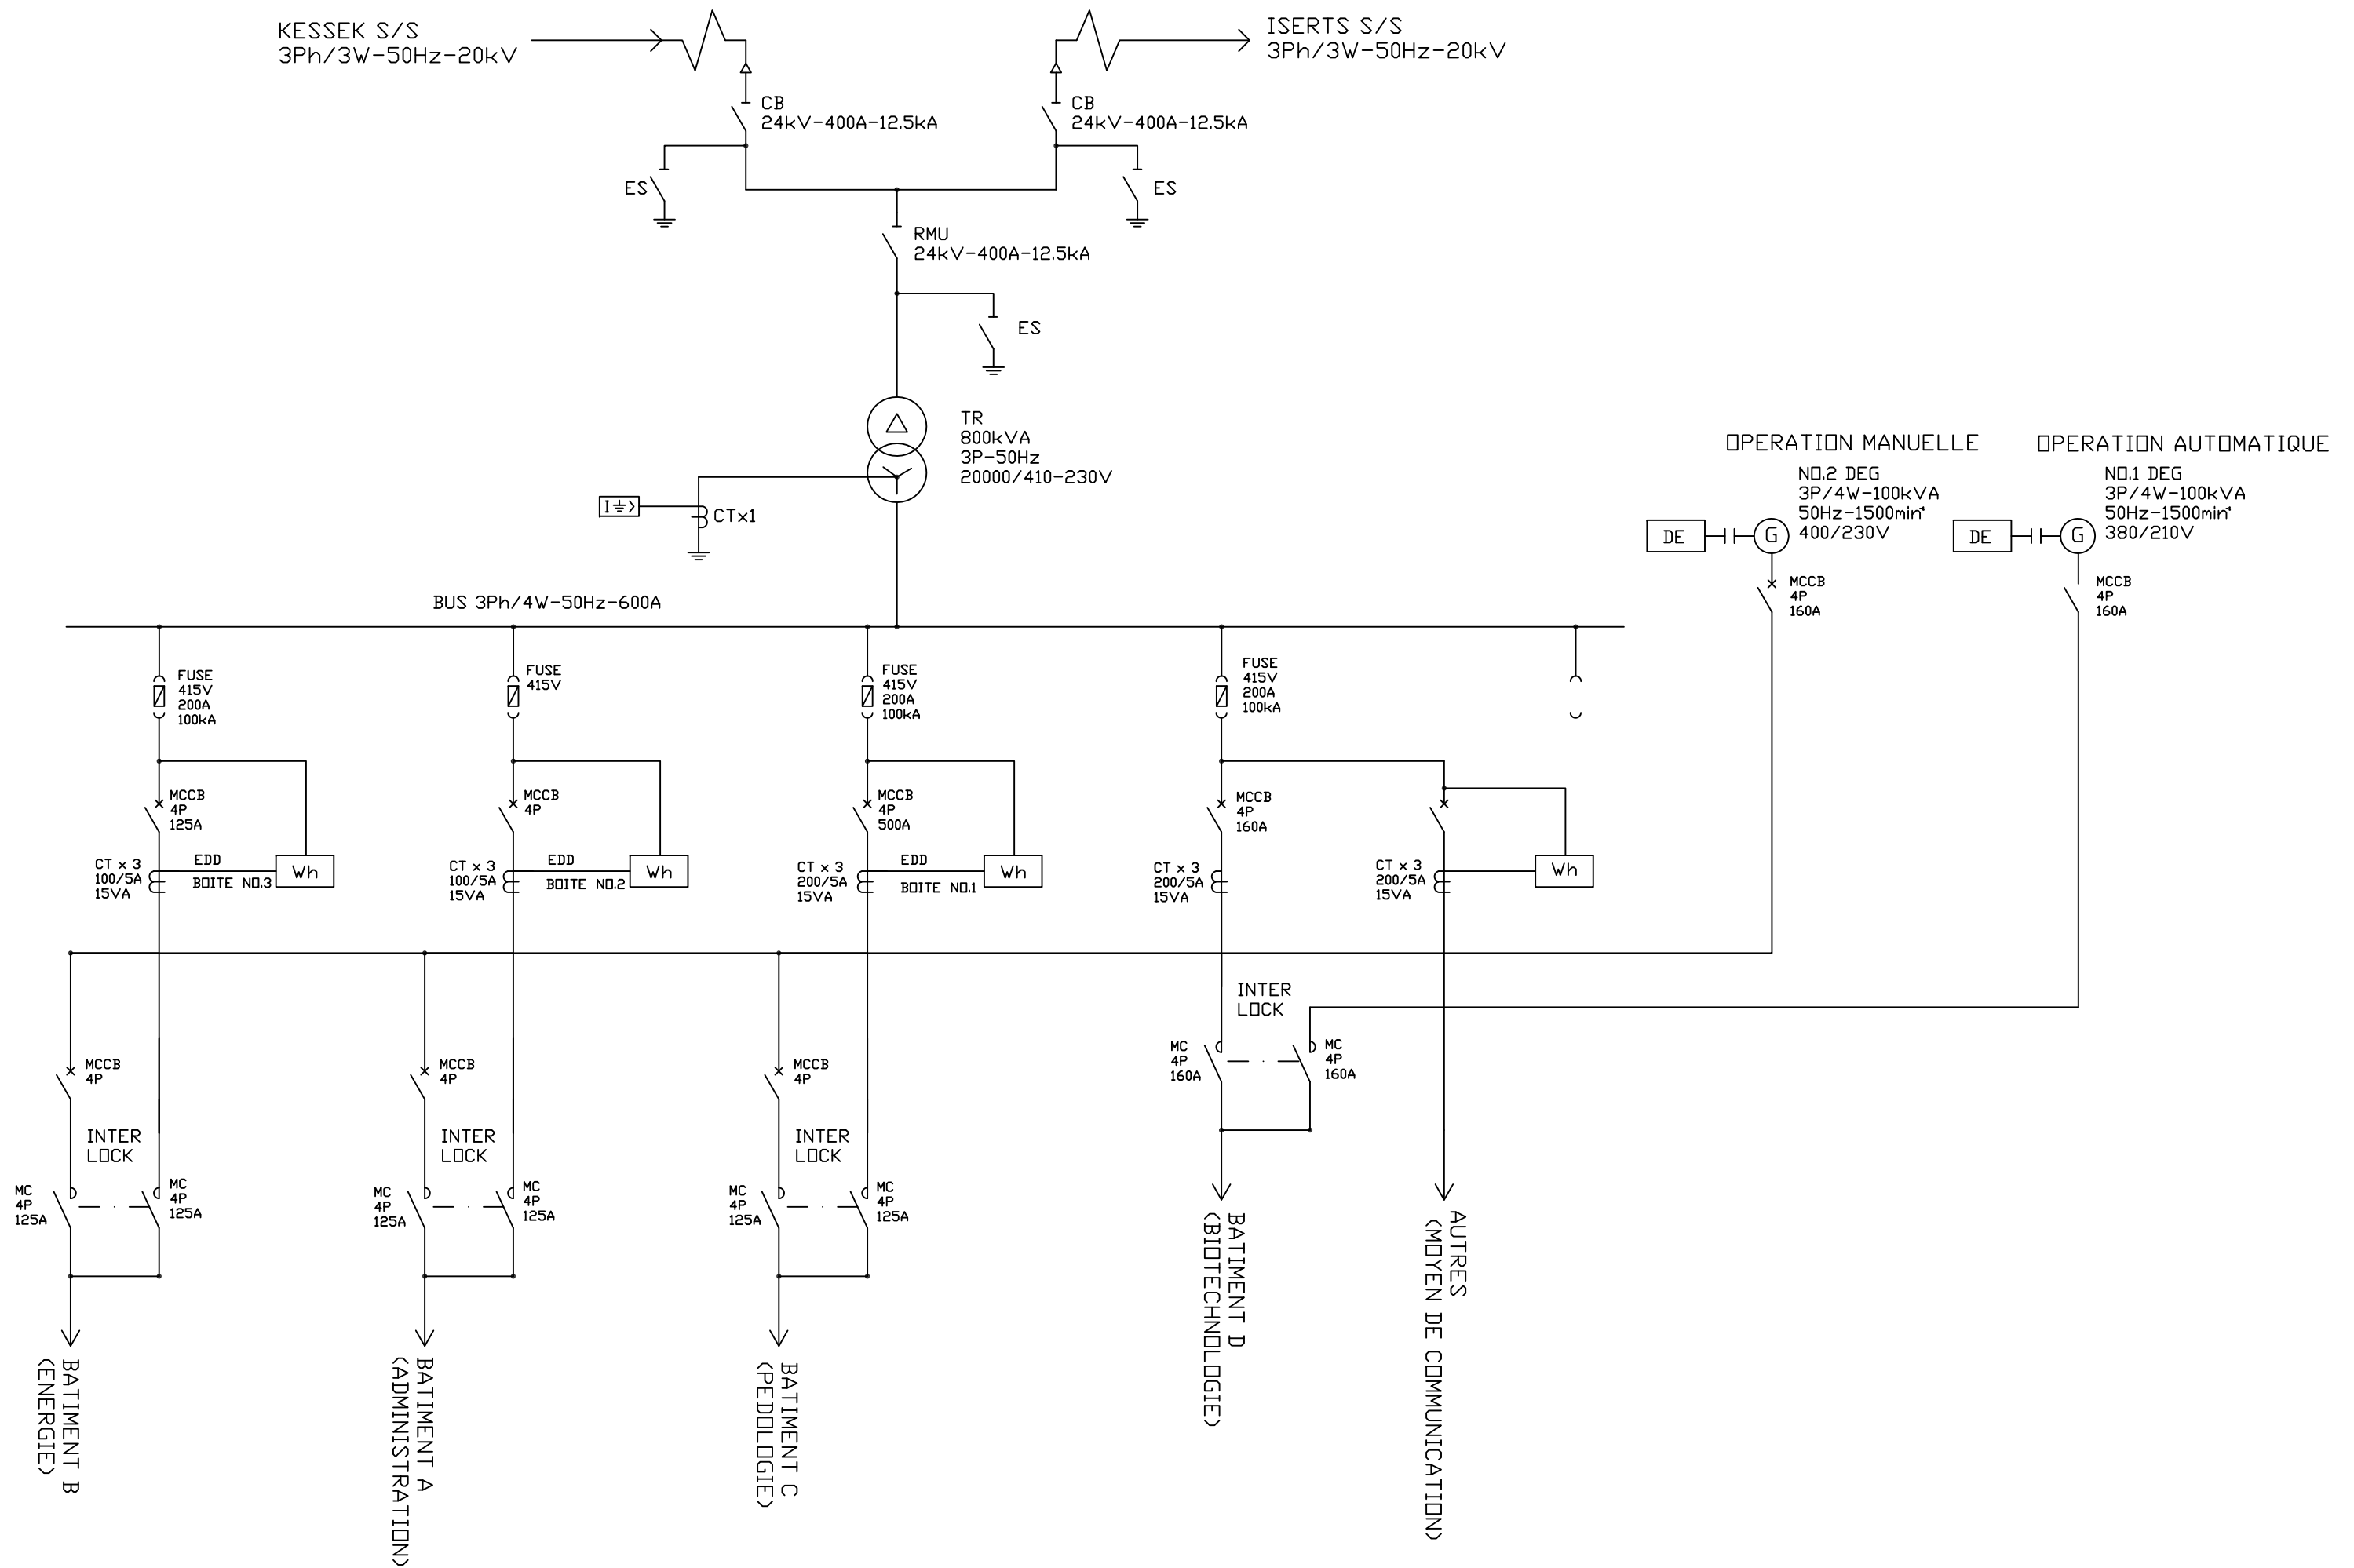 KESSEK S/S
3Ph/3W-50Hz-20kV
ISERTS S/S
3Ph/3W-50Hz-20kV
CB
24kV-400A-12.5kA
CB
24kV-400A-12.5kA
ES
ES
RMU
24kV-400A-12.5kA
ES
TR
800kVA
3P-50Hz
20000/410-230V
I
CTx1
OPERATION MANUELLE
NO.2 DEG
3P/4W-100kVA
50Hz-1500min⁻¹
400/230V
DE
G
MCCB
4P
160A
OPERATION AUTOMATIQUE
NO.1 DEG
3P/4W-100kVA
50Hz-1500min⁻¹
380/210V
DE
G
MCCB
4P
160A
BUS 3Ph/4W-50Hz-600A
FUSE
415V
200A
100kA
FUSE
415V
FUSE
415V
200A
100kA
FUSE
415V
200A
100kA
MCCB
4P
125A
MCCB
4P
MCCB
4P
500A
MCCB
4P
160A
CT x 3
100/5A
15VA
EDD
BOITE NO.3
Wh
CT x 3
100/5A
15VA
EDD
BOITE NO.2
Wh
CT x 3
200/5A
15VA
EDD
BOITE NO.1
Wh
CT x 3
200/5A
15VA
CT x 3
200/5A
15VA
Wh
INTER
LOCK
MC
4P
160A
MC
4P
160A
MCCB
4P
MCCB
4P
MCCB
4P
INTER
LOCK
INTER
LOCK
INTER
LOCK
MC
4P
125A
MC
4P
125A
MC
4P
125A
MC
4P
125A
MC
4P
125A
MC
4P
125A
BATIMENT B
(ENERGIE)
BATIMENT A
(ADMINISTRATION)
BATIMENT C
(PEDOLOGIE)
BATIMENT D
(BIOTECHNOLOGIE)
AUTRES
(MOYEN DE COMMUNICATION)